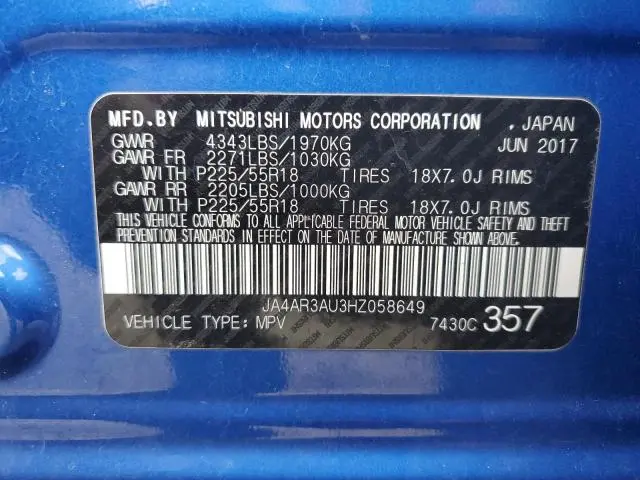 MFD.BY MITSUBISHI MOTORS CORPORATION , JAPAN
GWR 4343LBS/1970KG JUN 2017
GAWR FR 2271LBS/1030KG
WITH P225/55R18 TIRES 18X7.0J RIMS
GAWR RR 2205LBS/1000KG
WITH P225/55R18 TIRES 18X7.0J RIMS
THIS VEHICLE CONFORMS TO ALL APPLICABLE FEDERAL MOTOR VEHICLE SAFETY AND THEFT
PREVENTION STANDARDS IN EFFECT ON THE DATE OF MANUFACTURE SHOWN ABOVE.
JA4AR3AU3HZ058649
VEHICLE TYPE: MPV 7430C 357